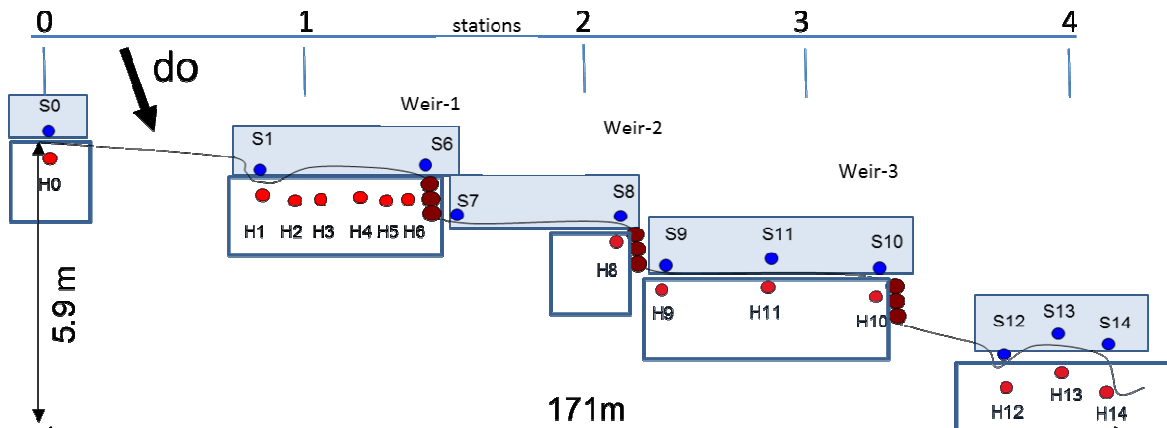 0 1 stations 2 3 4
do
S0
Weir-1
Weir-2
Weir-3
S1 S6
S7 S8
S9 S11 S10
S12 S13 S14
H0
H1 H2 H3 H4 H5 H6
H8
H9 H11 H10
H12 H13 H14
5.9 m
171m